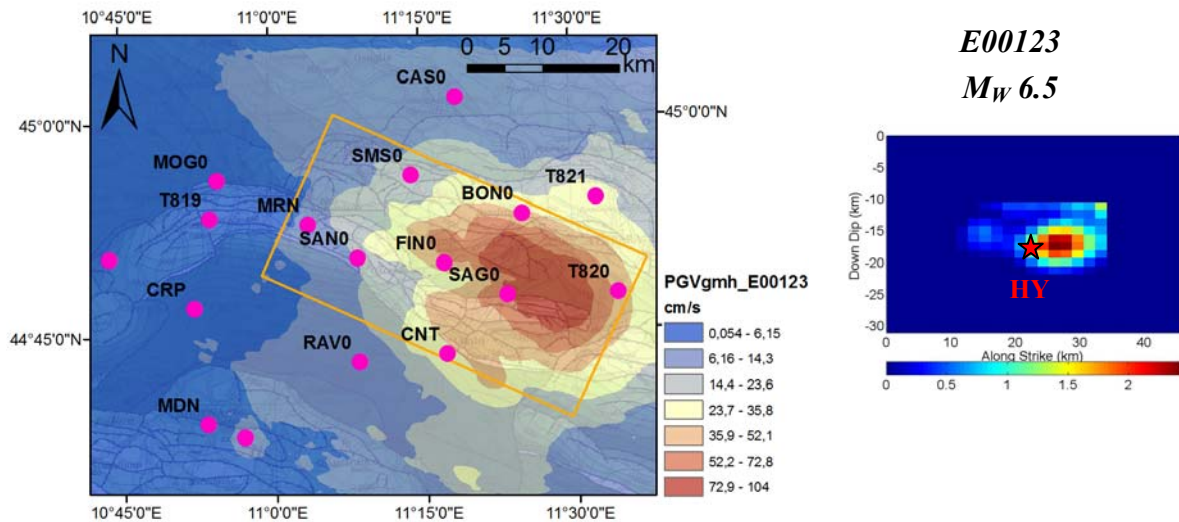 10°45'0"E 11°0'0"E 11°15'0"E 11°30'0"E
E00123
MW 6.5
N
0 5 10 20
km
CAS0
45°0'0"N
45°0'0"N
MOG0
SMS0
T821
T819
MRN
BON0
SAN0
FIN0
SAG0
T820
CRP
RAV0
CNT
44°45'0"N
MDN
10°45'0"E 11°0'0"E 11°15'0"E 11°30'0"E
PGVgmh_E00123
cm/s
0,054 - 6,15
6,16 - 14,3
14,4 - 23,6
23,7 - 35,8
35,9 - 52,1
52,2 - 72,8
72,9 - 104
Down Dip (km)
0
-5
-10
-15
-20
-25
-30
HY
0 10 20 30 40
Along Strike (km)
0 0.5 1 1.5 2